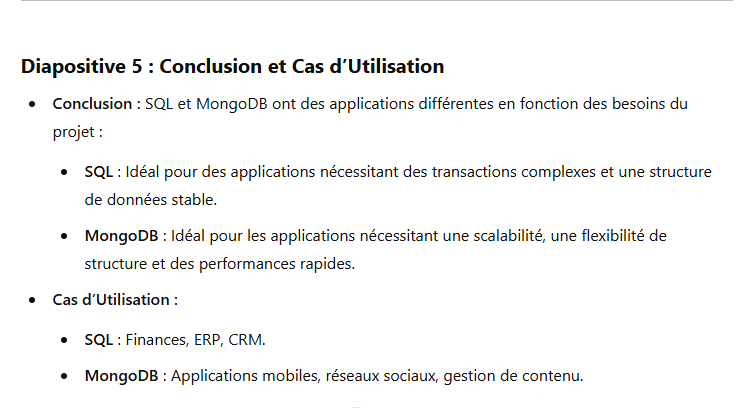 Diapositive 5 : Conclusion et Cas d’Utilisation
Conclusion : SQL et MongoDB ont des applications différentes en fonction des besoins du
projet :
SQL : Idéal pour des applications nécessitant des transactions complexes et une structure
de données stable.
MongoDB : Idéal pour les applications nécessitant une scalabilité, une flexibilité de
structure et des performances rapides.
Cas d’Utilisation :
SQL : Finances, ERP, CRM.
MongoDB : Applications mobiles, réseaux sociaux, gestion de contenu.